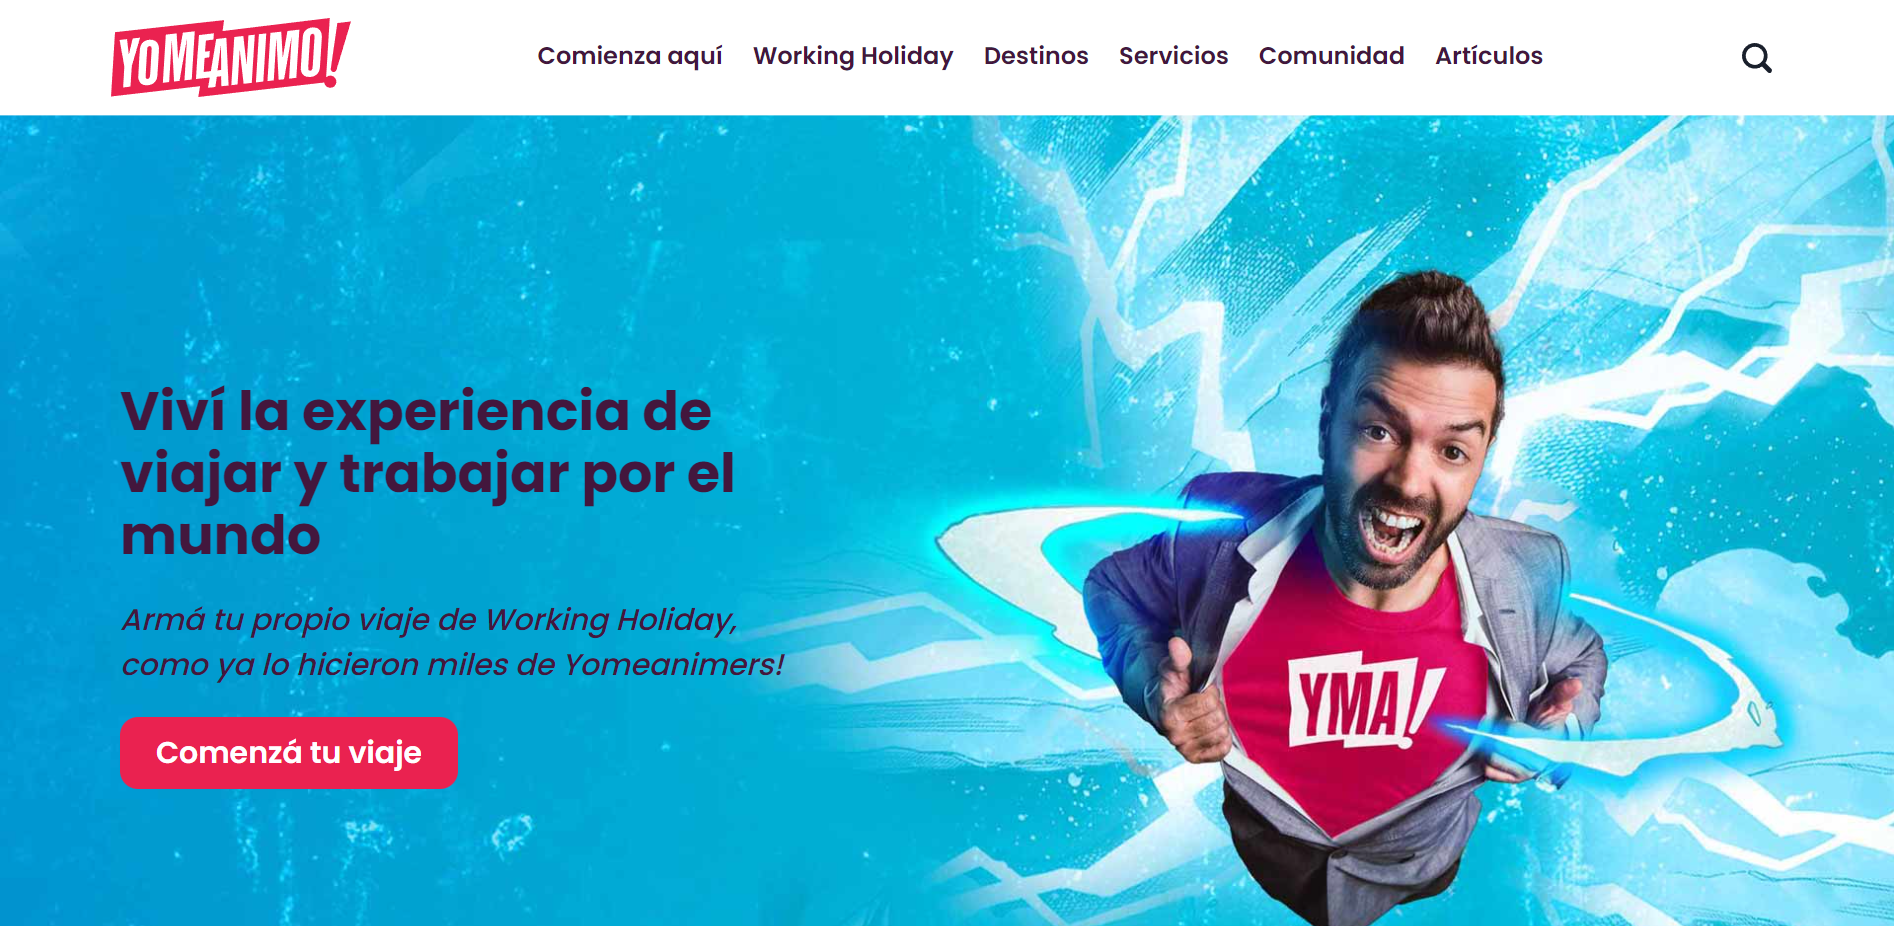 YOMEANIMO!
Comienza aquí
Working Holiday
Destinos
Servicios
Comunidad
Artículos
Viví la experiencia de
viajar y trabajar por el
mundo
Armá tu propio viaje de Working Holiday,
como ya lo hicieron miles de Yomeanimers!
Comenzá tu viaje
YMA!